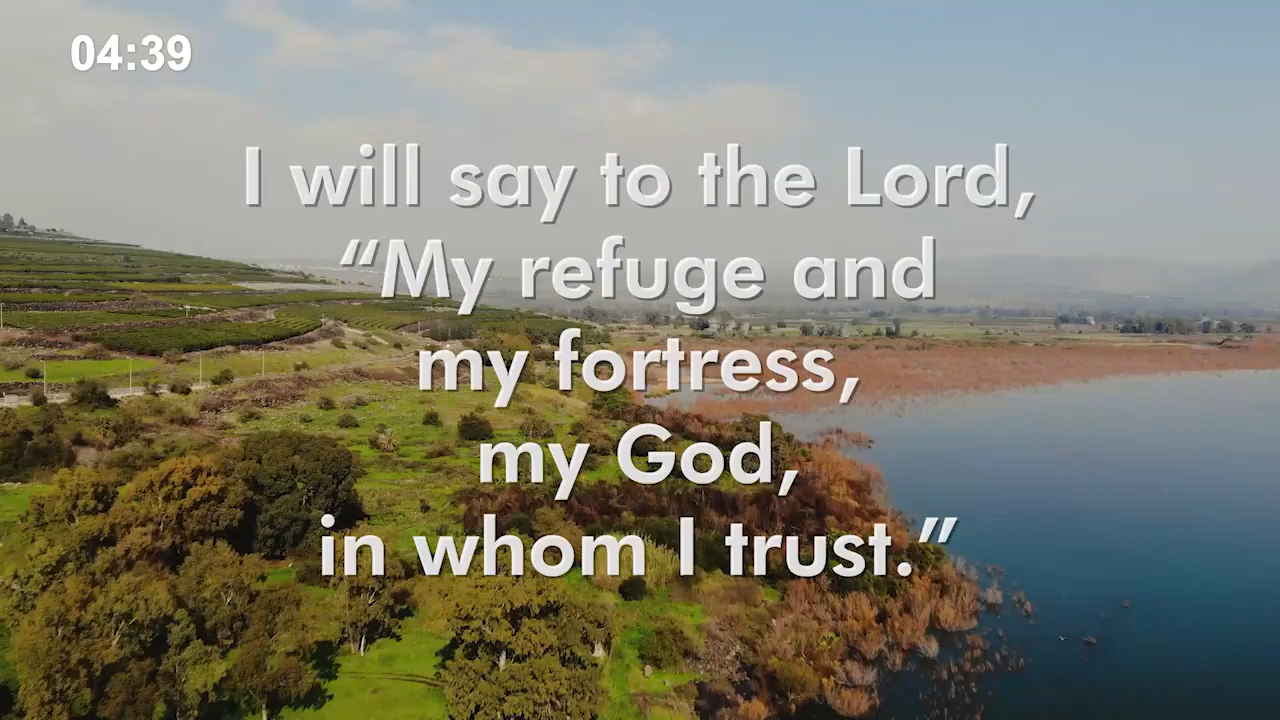 04:39
I will say to the Lord,
“My refuge and
my fortress,
my God,
in whom I trust.”